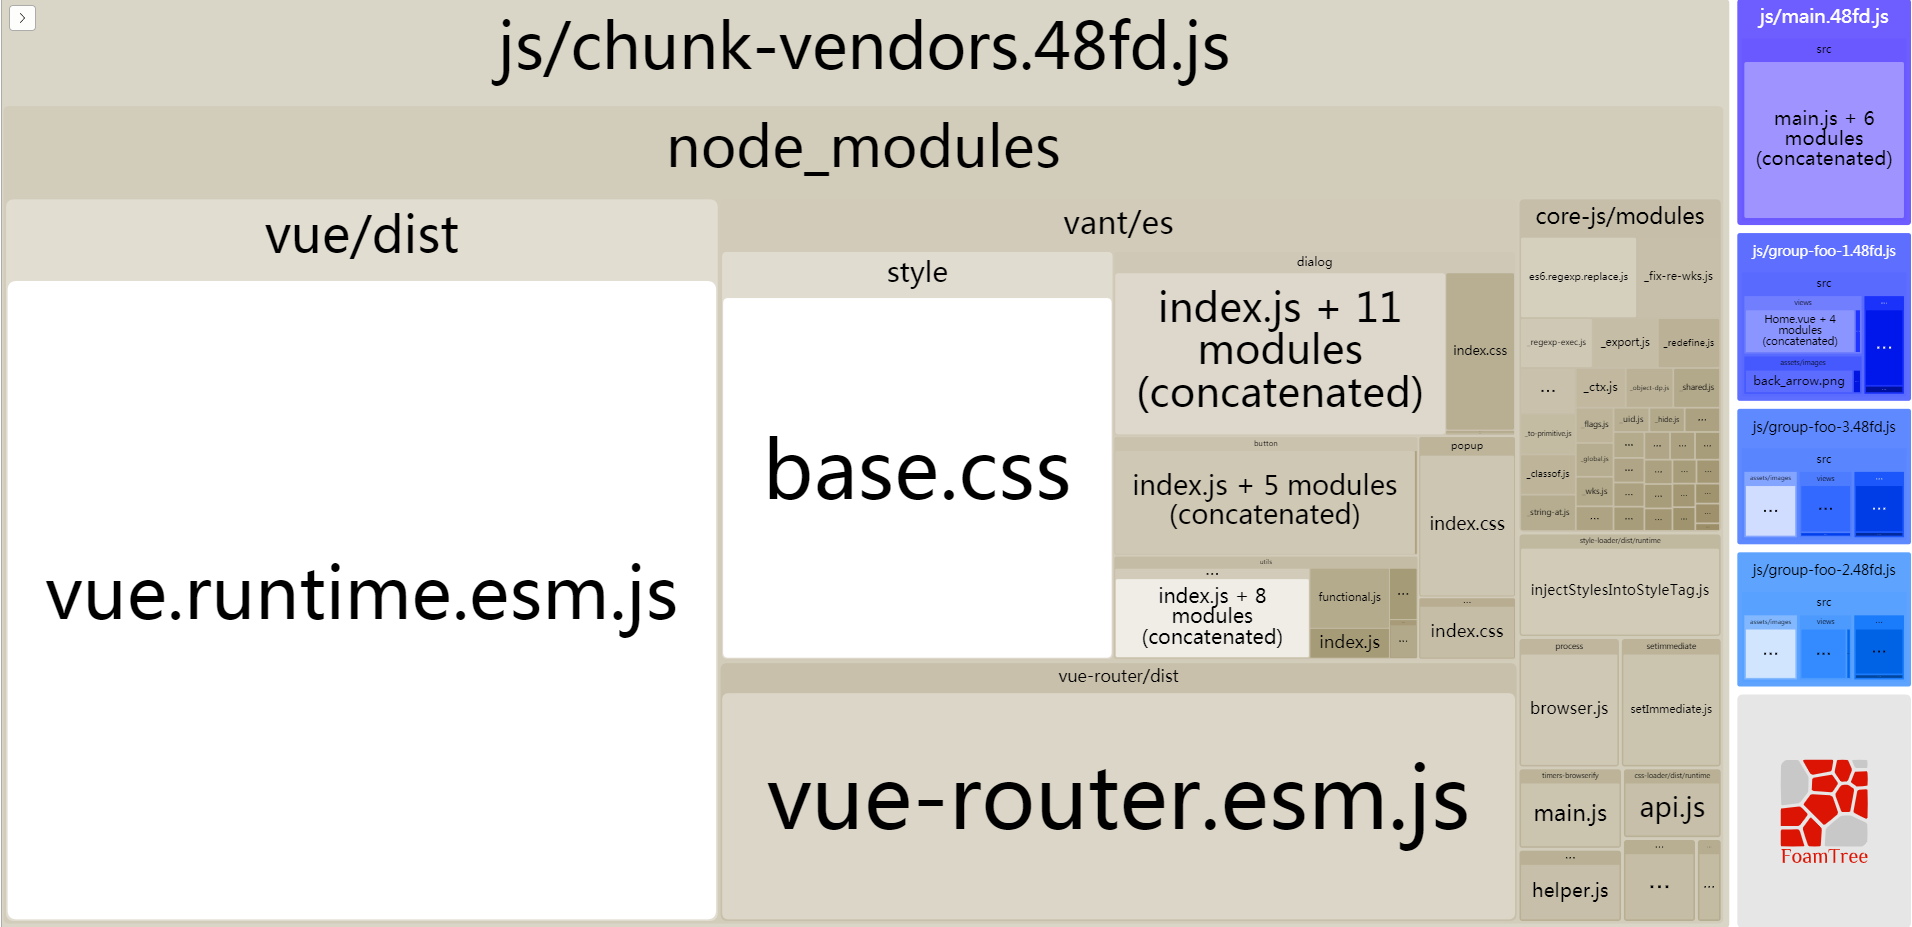 js/chunk-vendors.48fd.js
node_modules
vue/dist
vue.runtime.esm.js
vant/es
style
base.css
dialog
index.js + 11
modules
(concatenated)
index.css
button
index.js + 5 modules
(concatenated)
popup
index.css
utils
...
index.js + 8
modules
(concatenated)
functional.js
...
index.js
...
...
index.css
vue-router/dist
vue-router.esm.js
core-js/modules
es6.regexp.replace.js
_fix-re-wks.js
_regexp-exec.js
_export.js
_redefine.js
...
_ctx.js
_object-dp.js
shared.js
_to-primitive.js
_flags.js
_uid.js
_hide.js
...
_classof.js
_global.js
_wks.js
_string-at.js
...
style-loader/dist/runtime
injectStylesIntoStyleTag.js
process
browser.js
setimmediate
setImmediate.js
timers-browserify
main.js
css-loader/dist/runtime
api.js
...
helper.js
...
...
...
js/main.48fd.js
src
main.js + 6
modules
(concatenated)
js/group-foo-1.48fd.js
src
views
...
Home.vue + 4
modules
(concatenated)
...
assets/images
back_arrow.png
js/group-foo-3.48fd.js
src
assets/images
views
...
...
...
...
js/group-foo-2.48fd.js
src
assets/images
views
...
...
...
...
FoamTree